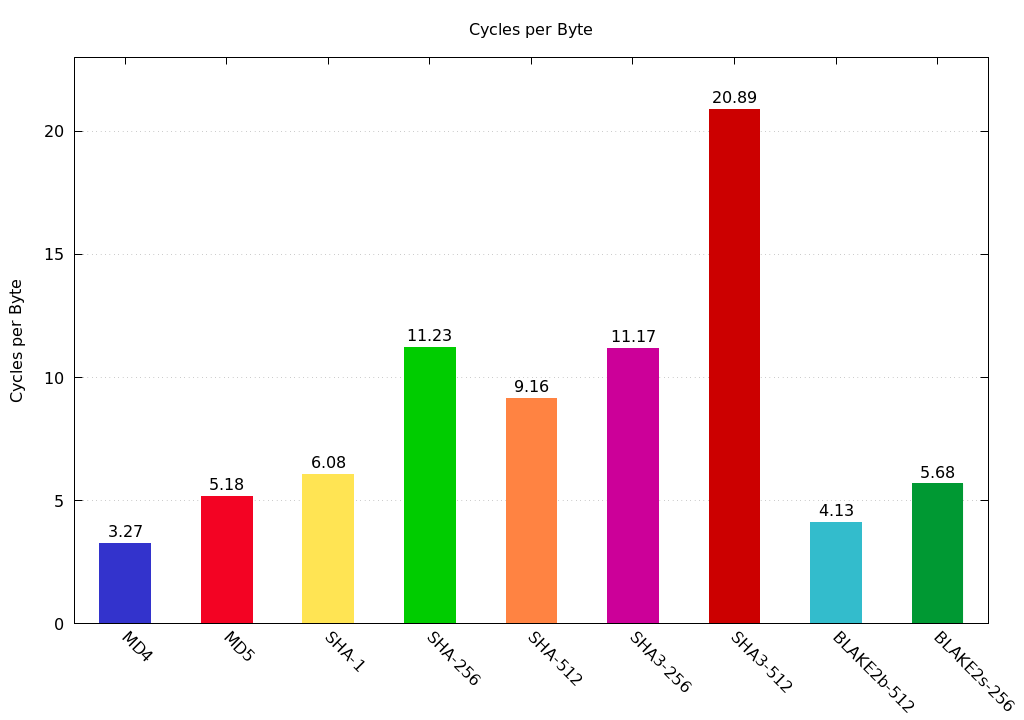 Cycles per Byte
Cycles per Byte
20
15
10
5
0
3.27
5.18
6.08
11.23
9.16
11.17
20.89
4.13
5.68
MD4
MD5
SHA-1
SHA-256
SHA-512
SHA3-256
SHA3-512
BLAKE2b-512
BLAKE2s-256